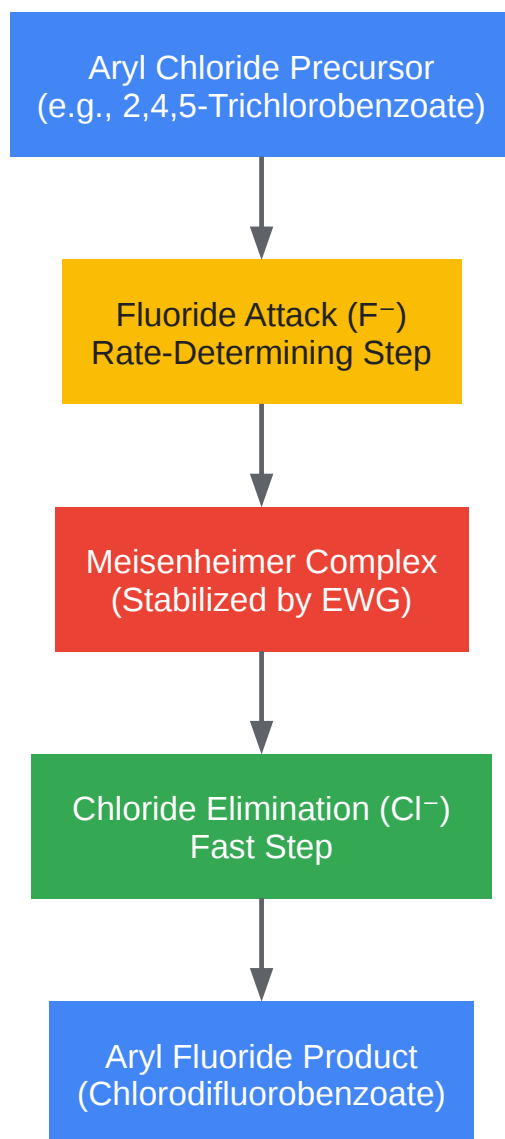 Aryl Chloride Precursor
(e.g., 2,4,5-Trichlorobenzoate)
Fluoride Attack (F⁻)
Rate-Determining Step
Meisenheimer Complex
(Stabilized by EWG)
Chloride Elimination (Cl⁻)
Fast Step
Aryl Fluoride Product
(Chlorodifluorobenzoate)